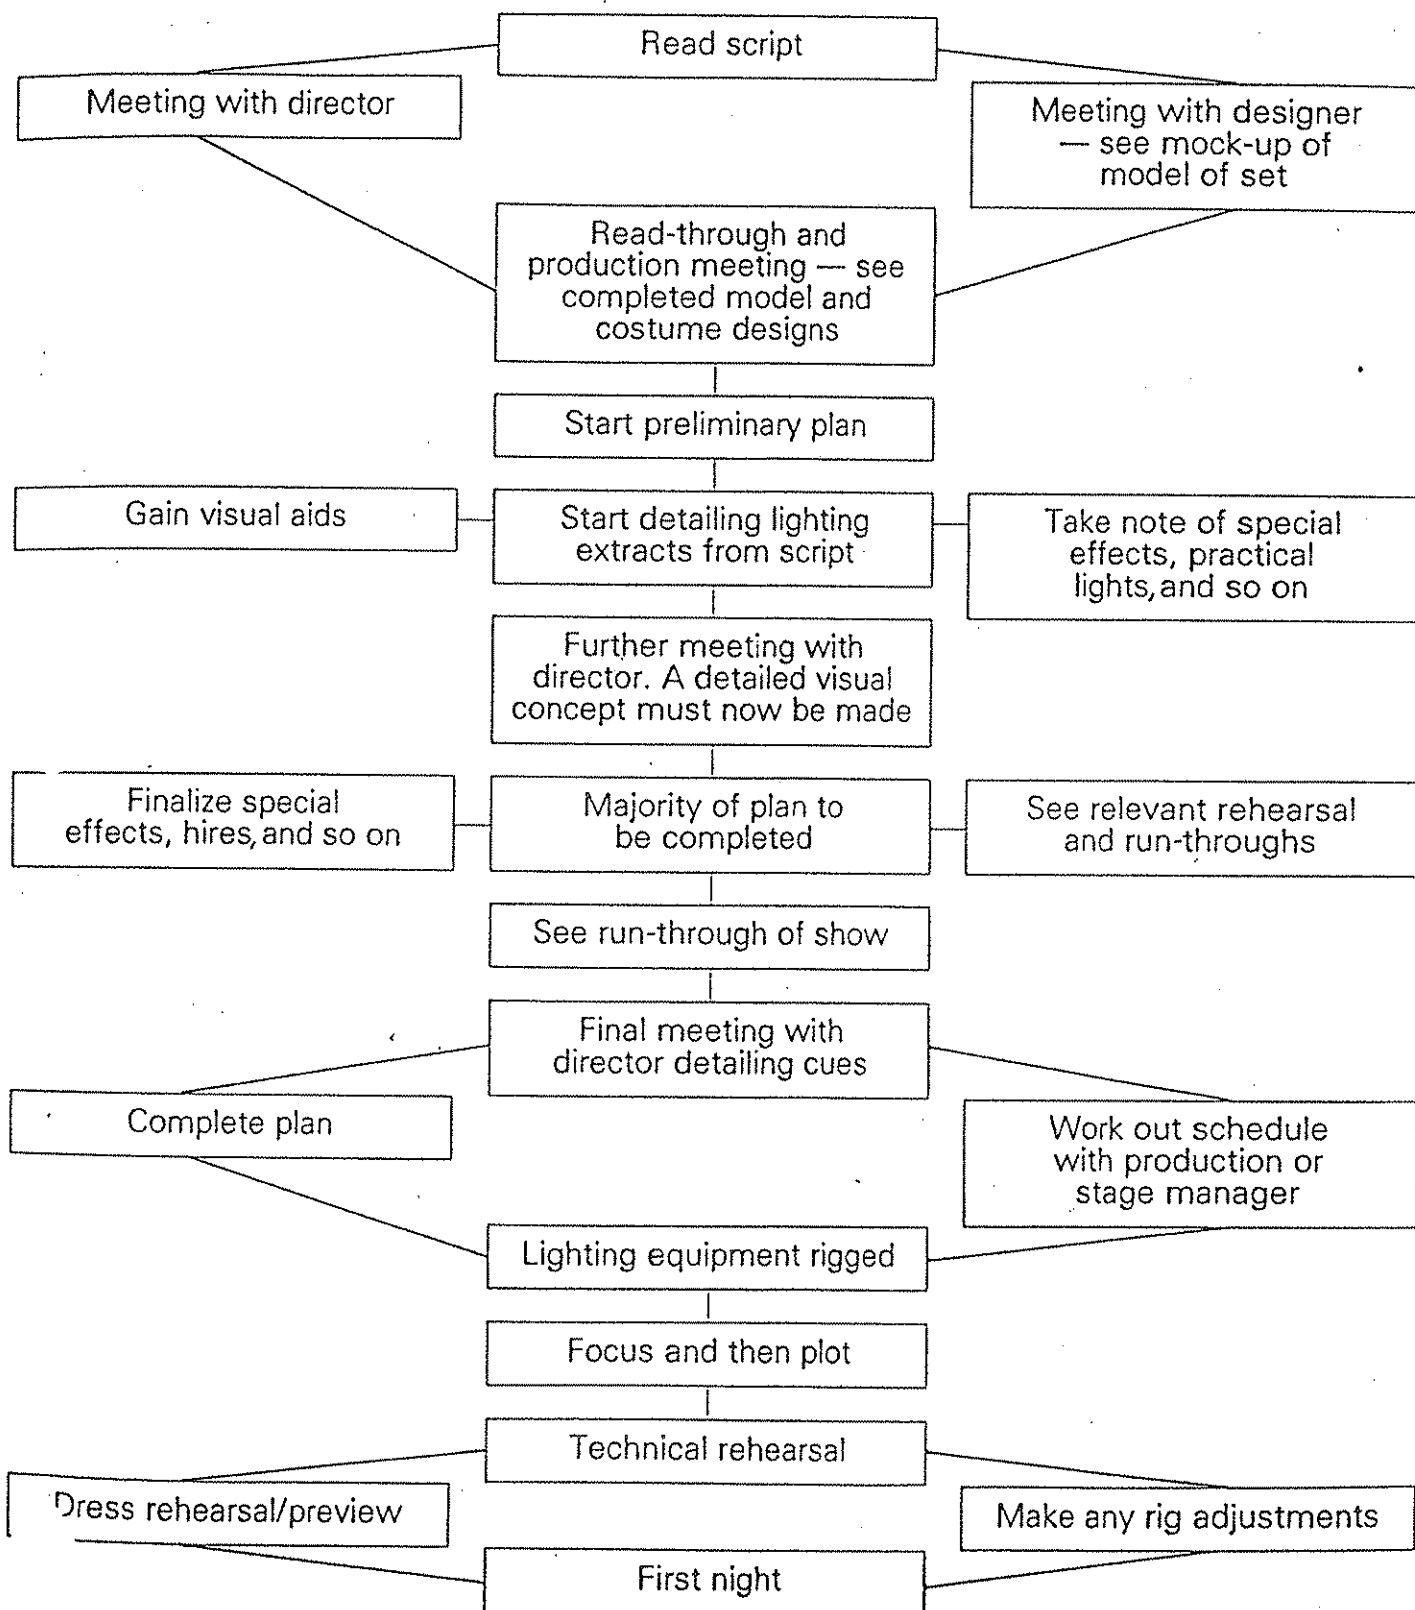 Read script
Meeting with director
Meeting with designer
— see mock-up of
model of set
Read-through and
production meeting — see
completed model and
costume designs
Start preliminary plan
Gain visual aids
Start detailing lighting
extracts from script
Take note of special
effects, practical
lights, and so on
Further meeting with
director. A detailed visual
concept must now be made
Finalize special
effects, hires, and so on
Majority of plan to
be completed
See relevant rehearsal
and run-throughs
See run-through of show
Final meeting with
director detailing cues
Complete plan
Work out schedule
with production or
stage manager
Lighting equipment rigged
Focus and then plot
Technical rehearsal
Dress rehearsal/preview
Make any rig adjustments
First night